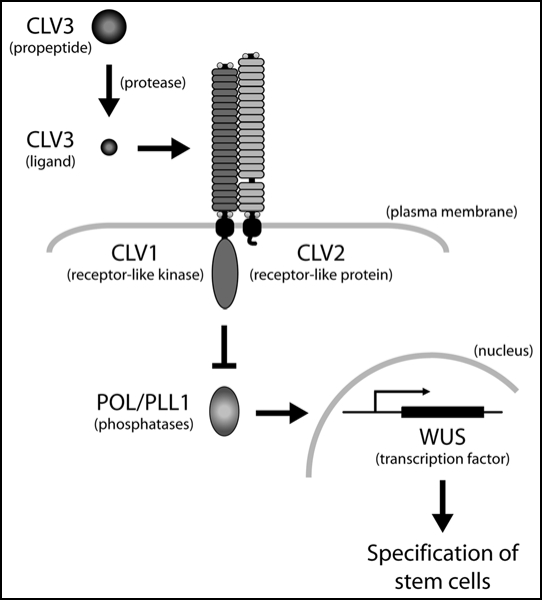 CLV3
(propeptide)
(protease)
CLV3
(ligand)
(plasma membrane)
CLV1
(receptor-like kinase)
CLV2
(receptor-like protein)
(nucleus)
POL/PLL1
(phosphatases)
WUS
(transcription factor)
Specification of
stem cells